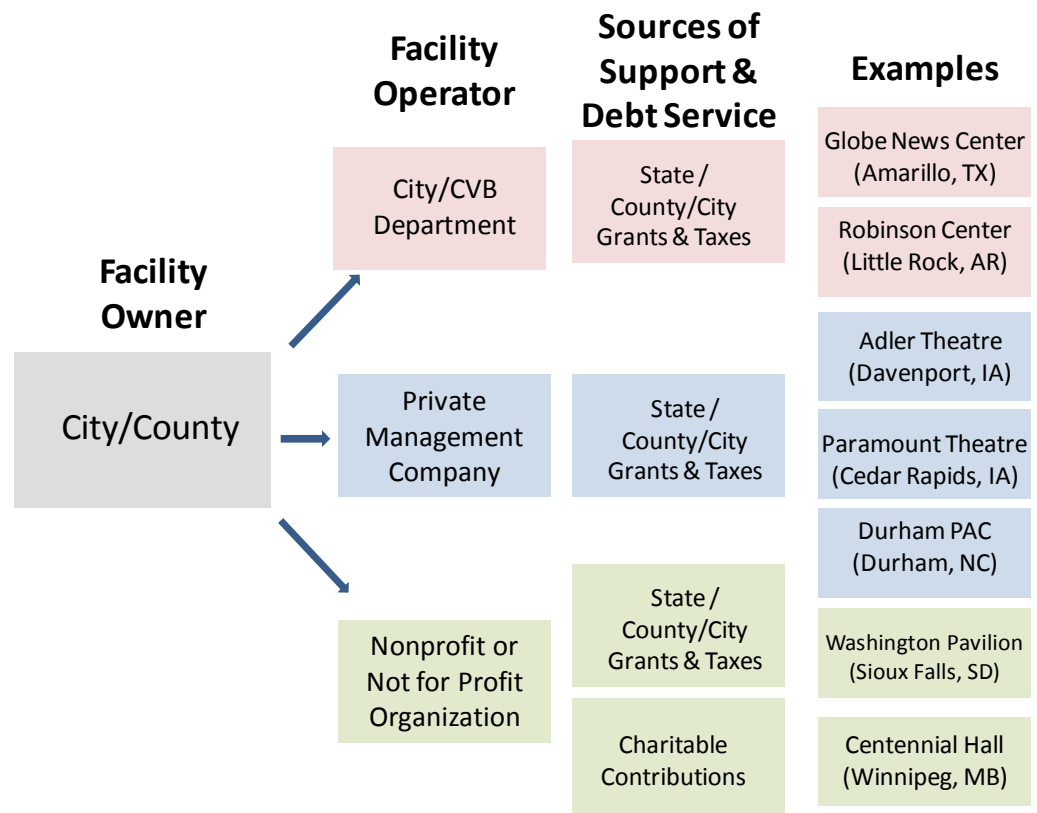 Facility
Owner
City/County
Facility
Operator
City/CVB
Department
Private
Management
Company
Nonprofit or
Not for Profit
Organization
Sources of
Support &
Debt Service
State /
County/City
Grants & Taxes
State /
County/City
Grants & Taxes
State /
County/City
Grants & Taxes
Charitable
Contributions
Examples
Globe News Center
(Amarillo, TX)
Robinson Center
(Little Rock, AR)
Adler Theatre
(Davenport, IA)
Paramount Theatre
(Cedar Rapids, IA)
Durham PAC
(Durham, NC)
Washington Pavilion
(Sioux Falls, SD)
Centennial Hall
(Winnipeg, MB)